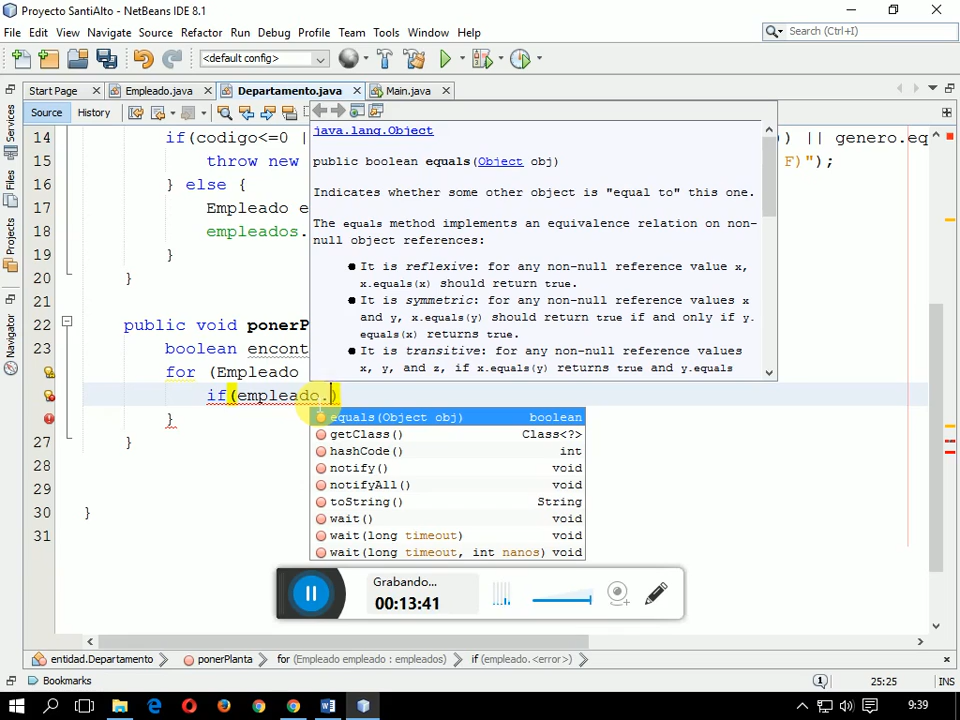 Proyecto SantiAlto - NetBeans IDE 8.1
File Edit View Navigate Source Refactor Run Debug Profile Team Tools Window Help
Search (Ctrl+I)
<default config>
Start Page Empleado.java Departamento.java Main.java
Source History
Services
Files
Projects
Navigator
java.lang.Object
public boolean equals(Object obj)
Indicates whether some other object is "equal to" this one.
The equals method implements an equivalence relation on non-
null object references:
It is reflexive: for any non-null reference value x,
x.equals(x) should return true.
It is symmetric: for any non-null reference values x
and y, x.equals(y) should return true if and only if y.
equals(x) returns true.
It is transitive: for any non-null reference values
x, y, and z, if x.equals(y) returns true and y.equals
14 if(codigo<=0 | ) || genero.eq
15 throw new F)");
16 } else {
17 Empleado e
18 empleados.
19 }
20 }
21
22 public void ponerP
23 boolean encont
for (Empleado
if(empleado.)
}
27 }
28
29
30 }
31
equals(Object obj) boolean
getClass() Class<?>
hashCode() int
notify() void
notifyAll() void
toString() String
wait() void
wait(long timeout) void
wait(long timeout, int nanos) void
Grabando...
00:13:41
entidad.Departamento ponerPlanta for (Empleado empleado : empleados) if (empleado.<error>)
Bookmarks
1 25:25 INS
9:39